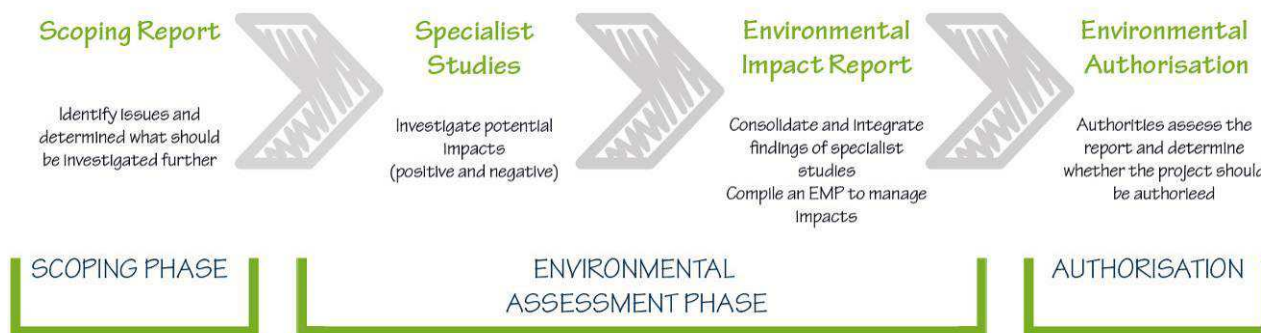 Scoping Report
Identify issues and
determined what should
be investigated further
Specialist
Studies
Investigate potential
impacts
(positive and negative)
Environmental
Impact Report
Consolidate and integrate
findings of specialist
studies
Compile an EMP to manage
impacts
Environmental
Authorisation
Authorities assess the
report and determine
whether the project should
be authorieed
SCOPING PHASE
ENVIRONMENTAL
ASSESSMENT PHASE
AUTHORISATION